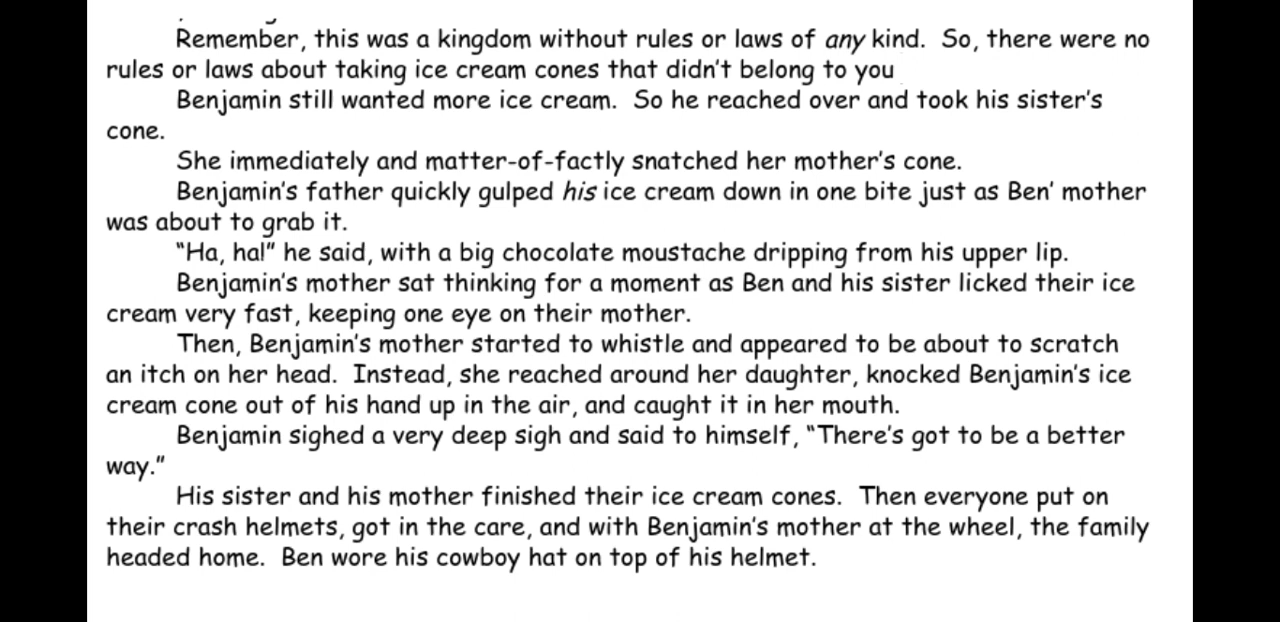 Remember, this was a kingdom without rules or laws of any kind.  So, there were no
rules or laws about taking ice cream cones that didn't belong to you
Benjamin still wanted more ice cream.  So he reached over and took his sister's
cone.
She immediately and matter-of-factly snatched her mother's cone.
Benjamin's father quickly gulped his ice cream down in one bite just as Ben' mother
was about to grab it.
"Ha, ha!" he said, with a big chocolate moustache dripping from his upper lip.
Benjamin's mother sat thinking for a moment as Ben and his sister licked their ice
cream very fast, keeping one eye on their mother.
Then, Benjamin's mother started to whistle and appeared to be about to scratch
an itch on her head.  Instead, she reached around her daughter, knocked Benjamin's ice
cream cone out of his hand up in the air, and caught it in her mouth.
Benjamin sighed a very deep sigh and said to himself, "There's got to be a better
way."
His sister and his mother finished their ice cream cones.  Then everyone put on
their crash helmets, got in the care, and with Benjamin's mother at the wheel, the family
headed home.  Ben wore his cowboy hat on top of his helmet.